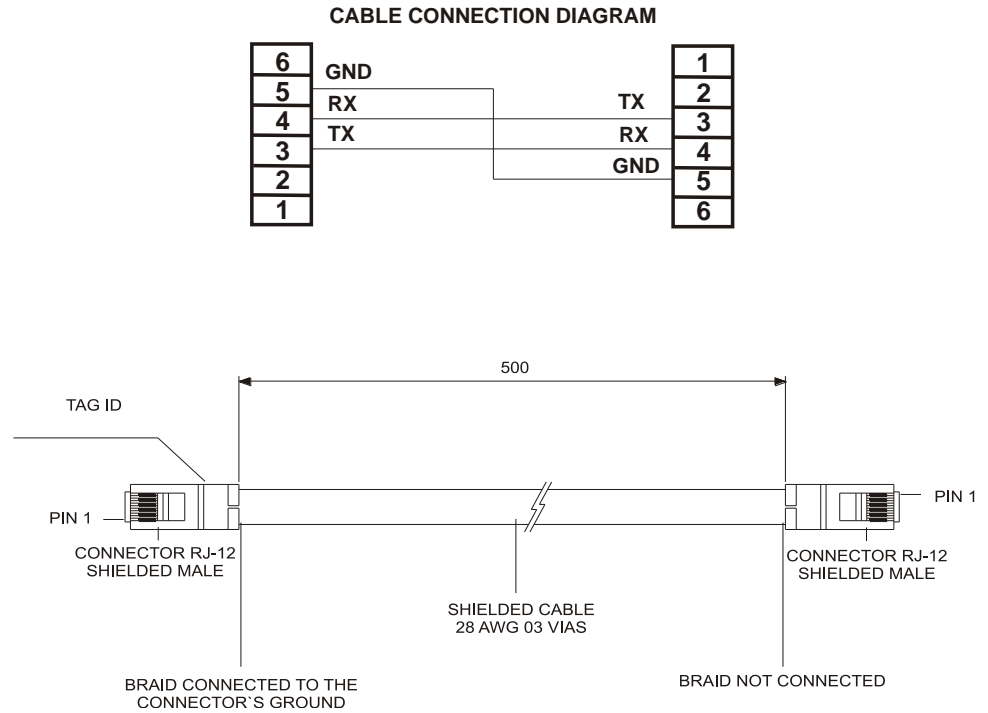 CABLE CONNECTION DIAGRAM
6
5
4
3
2
1
GND
RX
TX
TX
RX
GND
1
2
3
4
5
6
500
TAG ID
PIN 1
CONNECTOR RJ-12
SHIELDED MALE
PIN 1
CONNECTOR RJ-12
SHIELDED MALE
SHIELDED CABLE
28 AWG 03 VIAS
BRAID CONNECTED TO THE
CONNECTOR`S GROUND
BRAID NOT CONNECTED